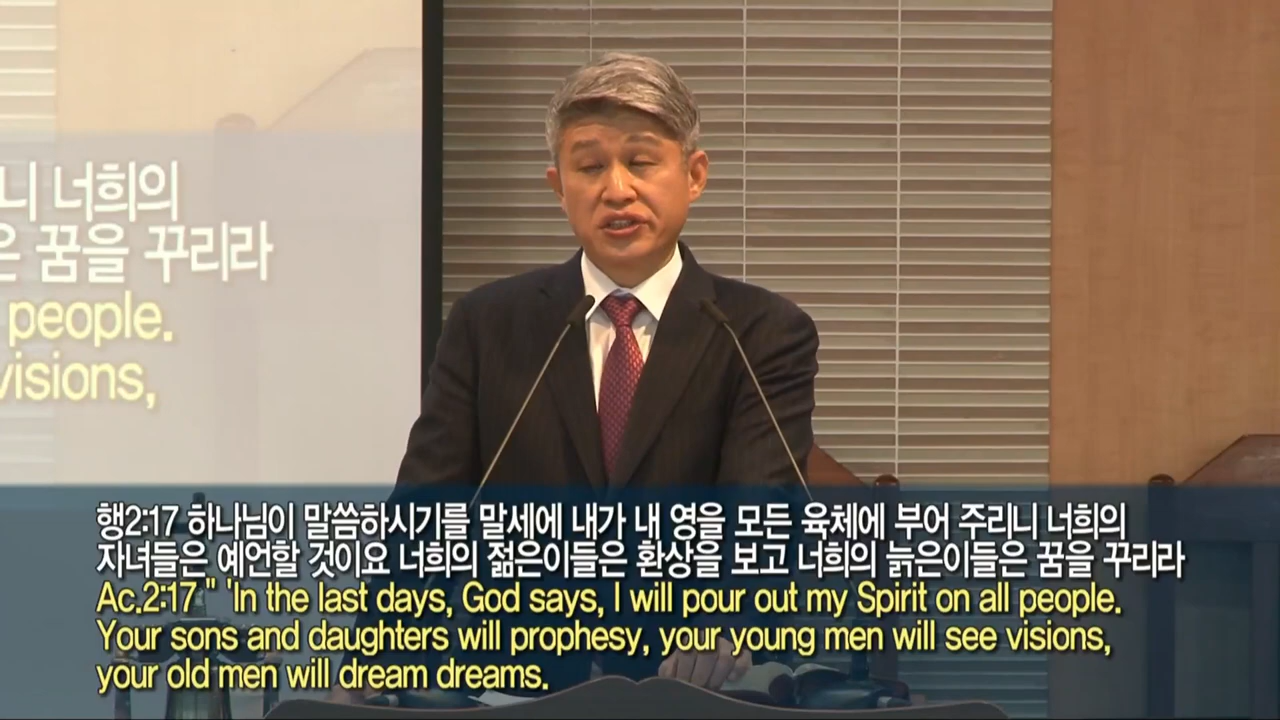 니 너희의
은 꿈을 꾸리라
people.
visions,
행2:17 하나님이 말씀하시기를 말세에 내가 내 영을 모든 육체에 부어 주리니 너희의
자녀들은 예언할 것이요 너희의 젊은이들은 환상을 보고 너희의 늙은이들은 꿈을 꾸리라
Ac.2:17 " 'In the last days, God says, I will pour out my Spirit on all people.
Your sons and daughters will prophesy, your young men will see visions,
your old men will dream dreams.